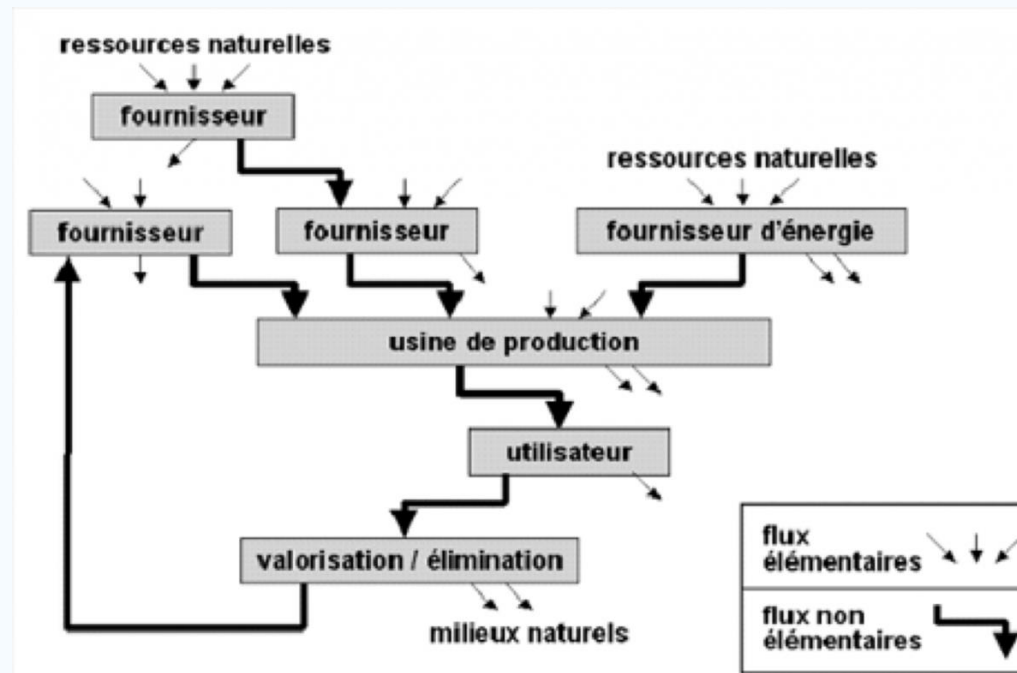 ressources naturelles
fournisseur
ressources naturelles
fournisseur
fournisseur
fournisseur d'énergie
usine de production
utilisateur
valorisation / élimination
milieux naturels
flux
élémentaires
flux non
élémentaires